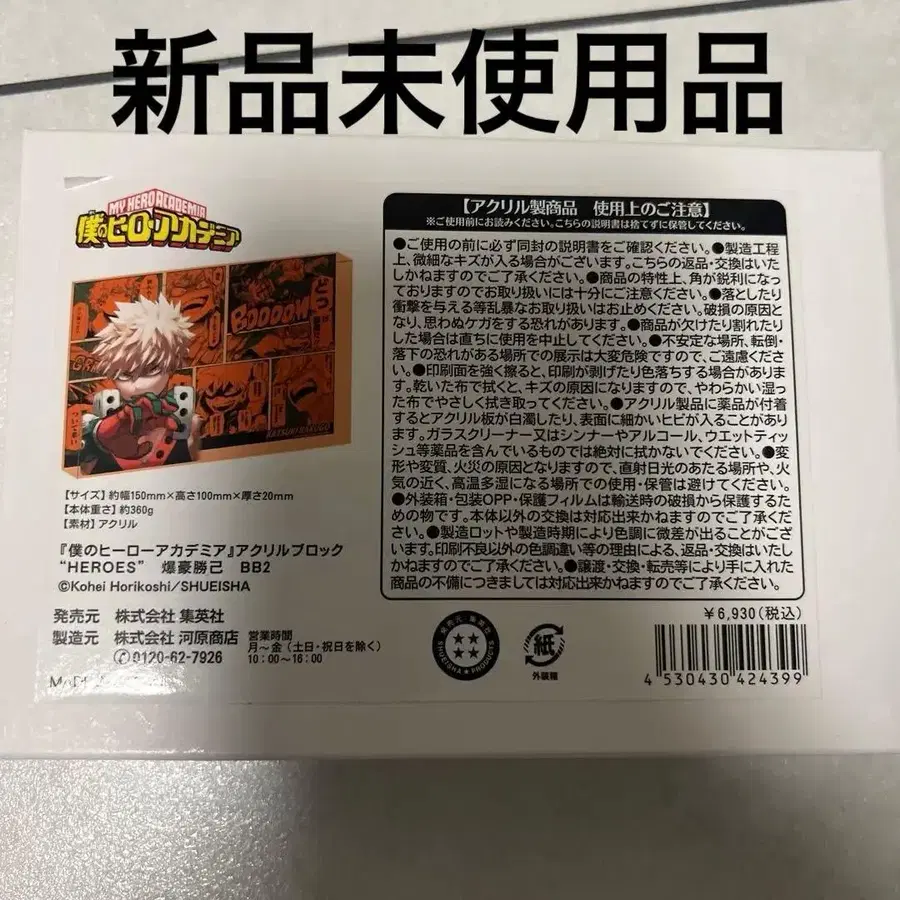 新品未使用品
MY HERO ACADEMIA
僕のヒーローアカデミア
BOOOOM
KATSUKI BAKUGO
【サイズ】約幅150mm×高さ100mm×厚さ20mm
【本体重さ】約360g
【素材】アクリル
『僕のヒーローアカデミア』アクリルブロック
“HEROES” 爆豪勝己 BB2
©Kohei Horikoshi/SHUEISHA
発売元 株式会社 集英社
製造元 株式会社 河原商店
0120-62-7926
営業時間
月～金（土日・祝日を除く）
10：00～16：00
【アクリル製商品 使用上のご注意】
※ご使用前にお読みください。こちらの説明書は捨てずに保管してください。
●ご使用の前に必ず同封の説明書をご確認ください。●製造工程
上、微細なキズが入る場合がございます。こちらの返品・交換はいた
しかねますのでご了承ください。●商品の特性上、角が鋭利になっ
ておりますのでお取り扱いには十分にご注意ください。●落としたり
衝撃を与える等乱暴なお取り扱いはお止めください。破損の原因と
なり、思わぬケガをする恐れがあります。●商品が欠けたり割れたり
した場合は直ちに使用を中止してください。●不安定な場所、転倒・
落下の恐れがある場所での展示は大変危険ですので、ご遠慮くださ
い。●印刷面を強く擦ると、印刷が剥げたり色落ちする場合がありま
す。乾いた布で拭くと、キズの原因になりますので、やわらかい湿っ
た布でやさしく拭き取ってください。●アクリル製品に薬品が付着
するとアクリル板が白濁したり、表面に細かいヒビが入ることがあり
ます。ガラスクリーナー又はシンナーやアルコール、ウエットティッ
シュ等薬品を含んでいるものでは絶対に拭かないでください。●変
形や変質、火災の原因となりますので、直射日光のあたる場所や、火
気の近く、高温多湿になる場所での使用・保管は避けてください。
●外装箱・包装OPP・保護フィルムは輸送時の破損から保護するた
めの物です。本体以外の交換は対応出来かねますのでご了承くださ
い。●製造ロットや製造時期により色調に微差が出ることがござい
ます。印刷不良以外の色調違い等の理由による、返品・交換はいたし
かねますのでご了承ください。●譲渡・交換・転売等により手に入れた
商品の不備につきましては対応出来かねますのでご了承ください。
￥6,930（税込）
発売元 集英社
SHUEISHA PRODUCTS
紙
外装箱
4 530430 424399